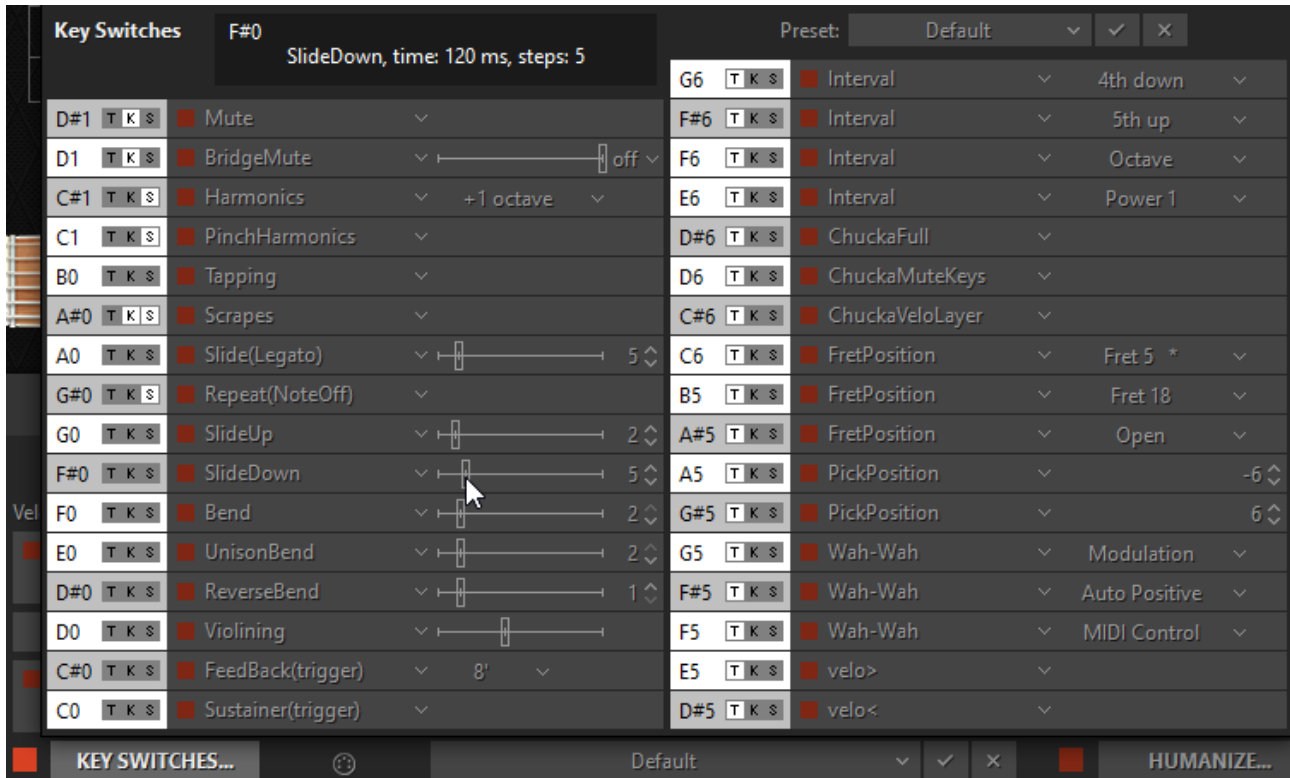 Key Switches
F#0
SlideDown, time: 120 ms, steps: 5
D#1 T K S Mute
D1 T K S BridgeMute off
C#1 T K S Harmonics +1 octave
C1 T K S PinchHarmonics
B0 T K S Tapping
A#0 T K S Scrapes
A0 T K S Slide(Legato) 5
G#0 T K S Repeat(NoteOff)
G0 T K S SlideUp 2
F#0 T K S SlideDown 5
F0 T K S Bend 2
E0 T K S UnisonBend 2
D#0 T K S ReverseBend 1
D0 T K S Violining
C#0 T K S FeedBack(trigger) 8'
C0 T K S Sustainer(trigger)
Preset: Default
G6 T K S Interval 4th down
F#6 T K S Interval 5th up
F6 T K S Interval Octave
E6 T K S Interval Power 1
D#6 T K S ChuckaFull
D6 T K S ChuckaMuteKeys
C#6 T K S ChuckaVeloLayer
C6 T K S FretPosition Fret 5 *
B5 T K S FretPosition Fret 18
A#5 T K S FretPosition Open
A5 T K S PickPosition -6
G#5 T K S PickPosition 6
G5 T K S Wah-Wah Modulation
F#5 T K S Wah-Wah Auto Positive
F5 T K S Wah-Wah MIDI Control
E5 T K S velo>
D#5 T K S velo<
Vel
KEY SWITCHES... Default HUMANIZE...